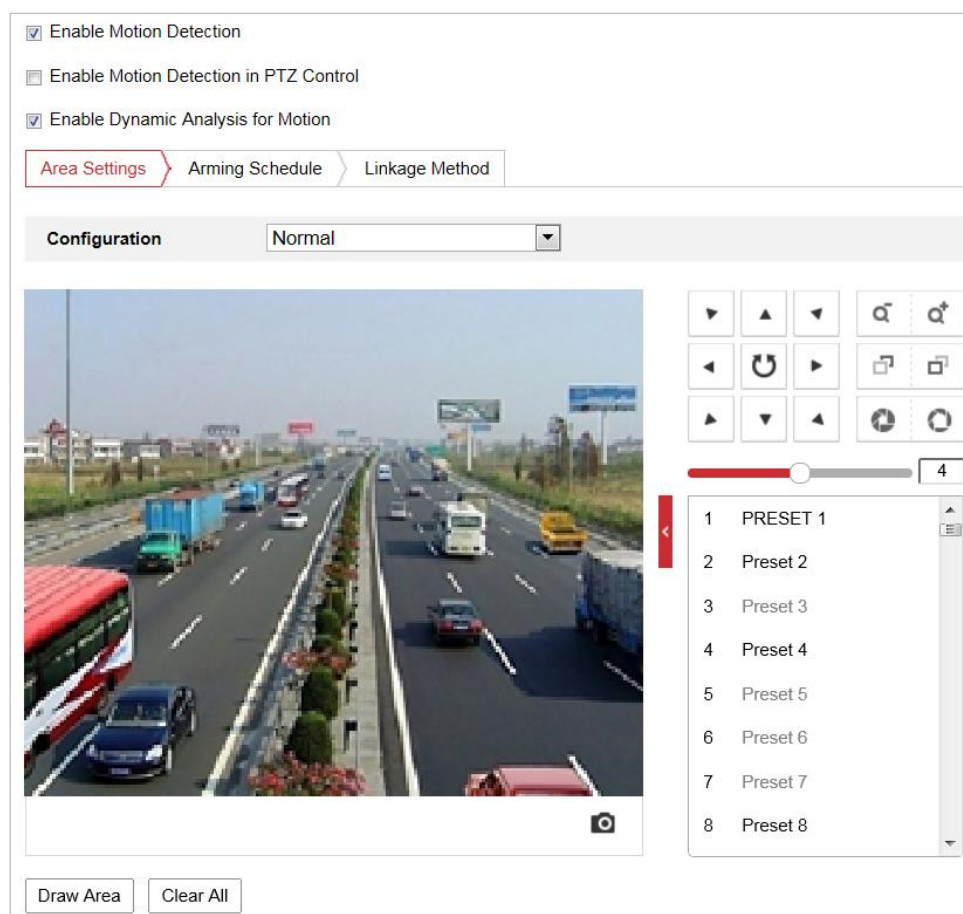 Enable Motion Detection
Enable Motion Detection in PTZ Control
Enable Dynamic Analysis for Motion
Area Settings
Arming Schedule
Linkage Method
Configuration
Normal
4
1 PRESET 1
2 Preset 2
3 Preset 3
4 Preset 4
5 Preset 5
6 Preset 6
7 Preset 7
8 Preset 8
Draw Area
Clear All